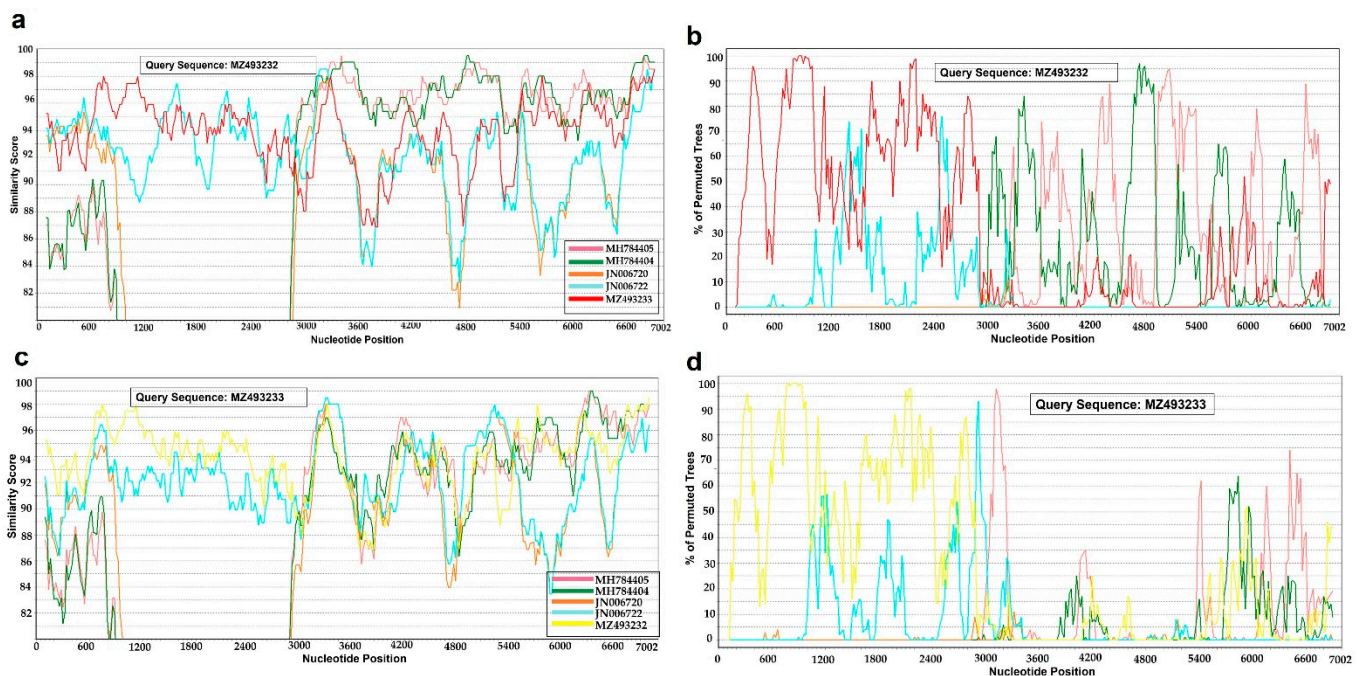 a
Query Sequence: MZ493232
Similarity Score
100
98
96
94
92
90
88
86
84
81
MH784405
MH784404
JN006720
JN006722
MZ493233
0 600 1200 1800 2400 3000 3600 4200 4800 5400 6000 6600 7002
Nucleotide Position
b
Query Sequence: MZ493232
% of Permuted Trees
100
90
80
70
60
50
40
30
20
10
0
0 600 1200 1800 2400 3000 3600 4200 4800 5400 6000 6600 7002
Nucleotide Position
c
Query Sequence: MZ493233
Similarity Score
100
98
96
94
92
90
88
86
84
82
MH784405
MH784404
JN006720
JN006722
MZ493232
0 600 1200 1800 2400 3000 3600 4200 4800 5400 6000 6600 7002
Nucleotide Position
d
Query Sequence: MZ493233
% of Permuted Trees
100
90
80
70
60
50
40
30
20
10
0
0 600 1200 1800 2400 3000 3600 4200 4800 5400 6000 6600 7002
Nucleotide Position